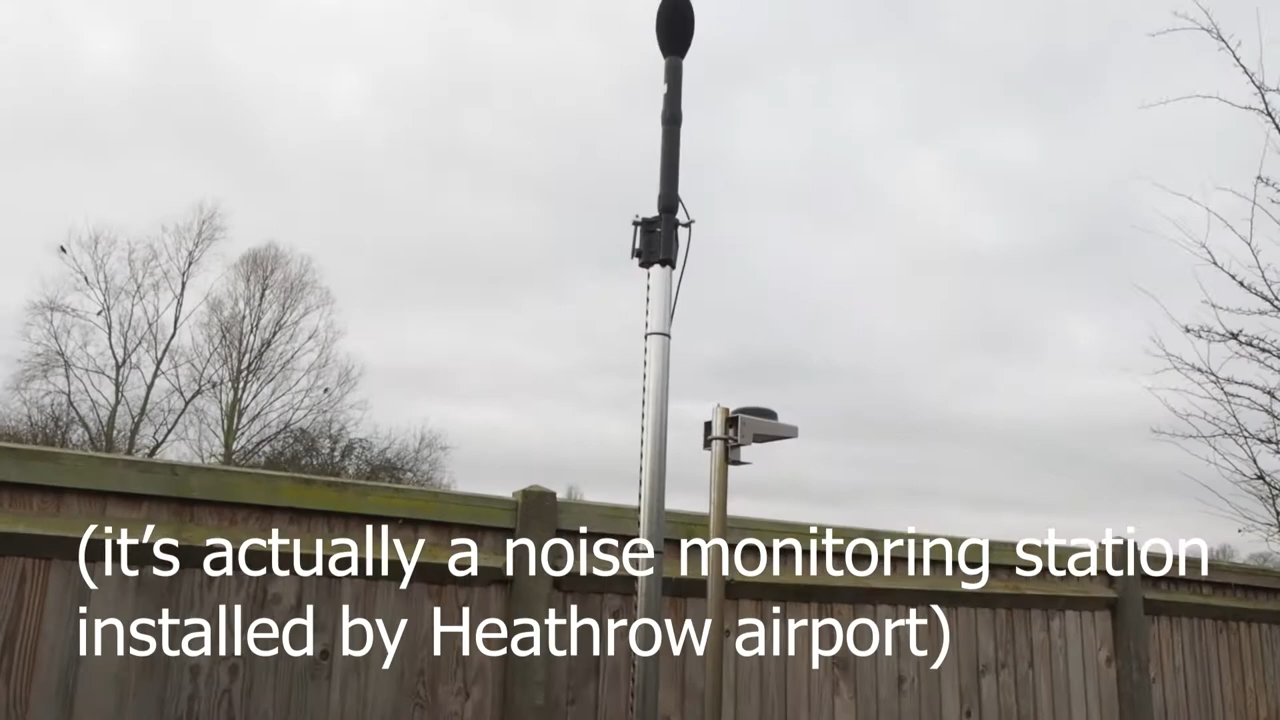 (it’s actually a noise monitoring station
installed by Heathrow airport)